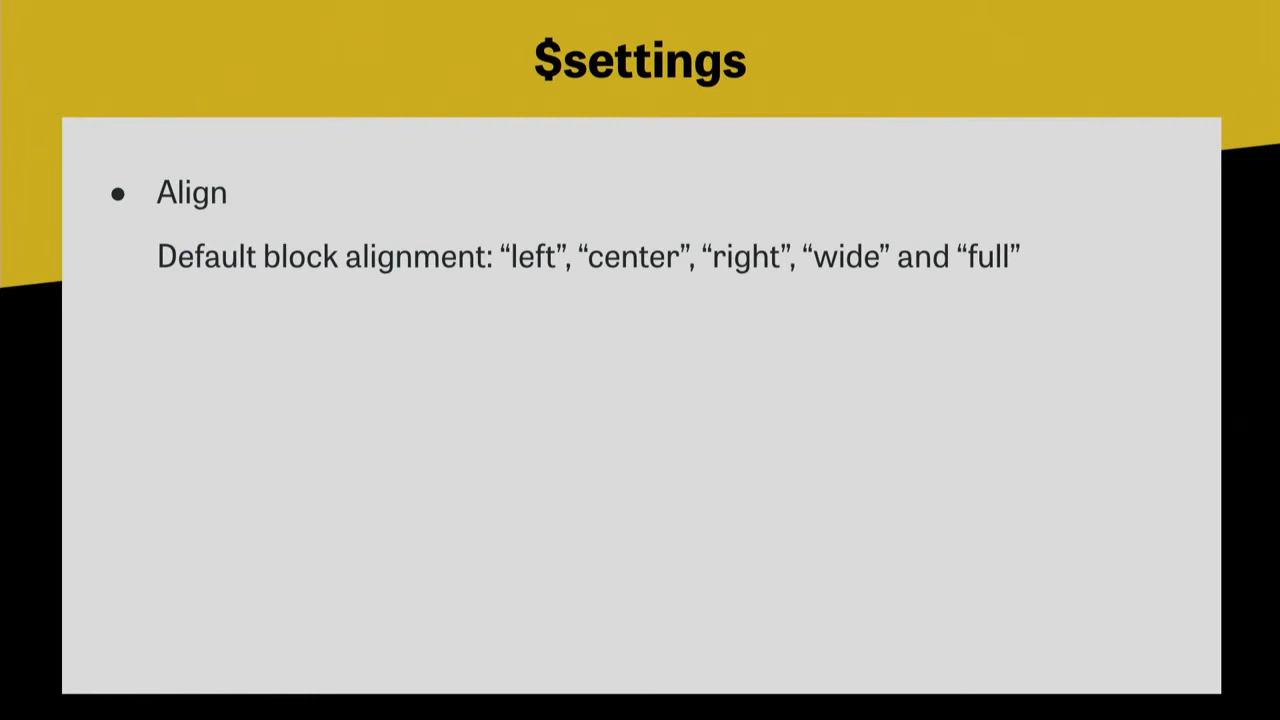 $settings
● Align
Default block alignment: “left”, “center”, “right”, “wide” and “full”